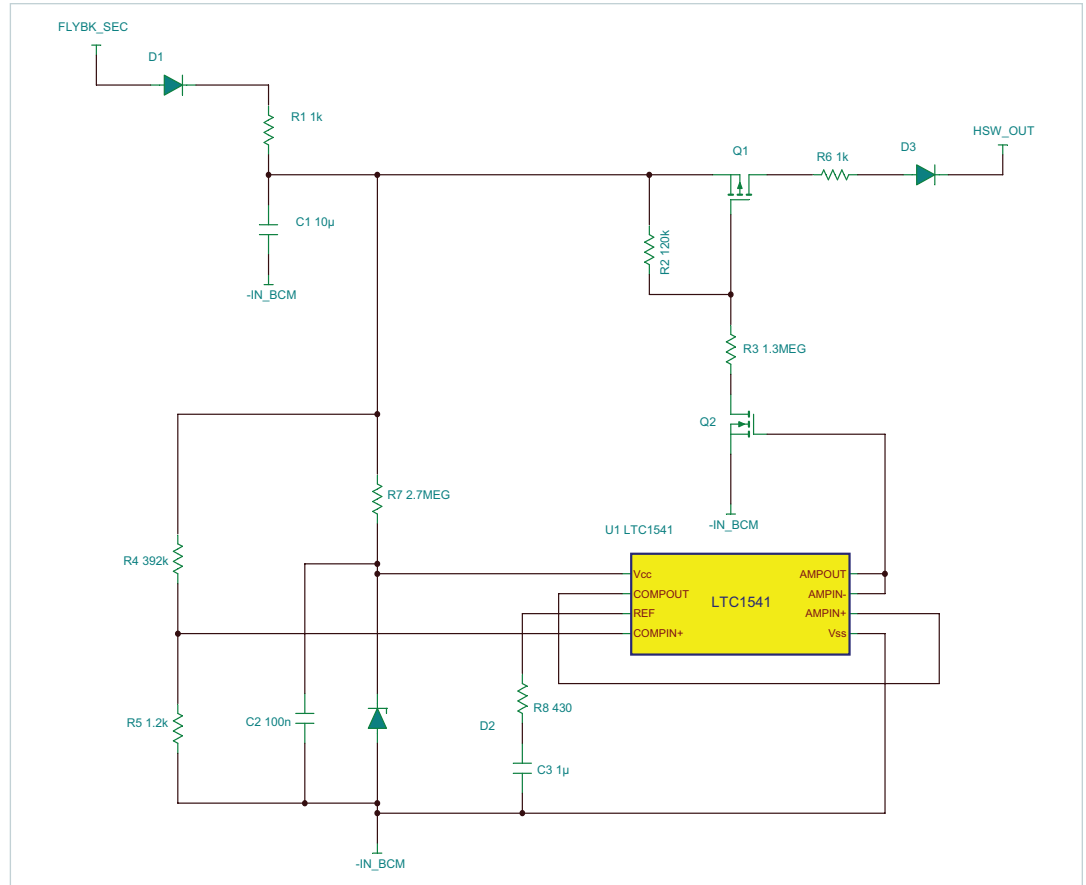 FLYBK_SEC
D1
R1 1k
HSW_OUT
Q1
R6 1k
D3
C1 10µ
R2 120k
-IN_BCM
R3 1.3MEG
Q2
R7 2.7MEG
-IN_BCM
U1 LTC1541
R4 392k
Vcc
AMPOUT
COMPOUT
AMPIN-
LTC1541
REF
AMPIN+
COMPIN+
Vss
R8 430
R5 1.2k
C2 100n
D2
C3 1µ
-IN_BCM